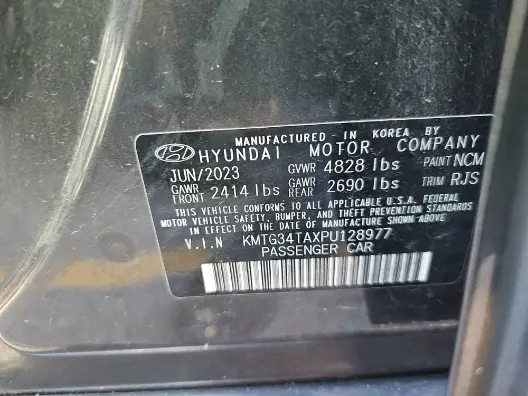 MANUFACTURED IN KOREA BY
HYUNDAI MOTOR COMPANY
JUN/2023 GVWR 4828 lbs PAINT NCM
GAWR FRONT 2414 lbs GAWR REAR 2690 lbs TRIM RJS
THIS VEHICLE CONFORMS TO ALL APPLICABLE U.S.A. FEDERAL
MOTOR VEHICLE SAFETY, BUMPER, AND THEFT PREVENTION STANDARDS
IN EFFECT ON THE DATE OF MANUFACTURE SHOWN ABOVE
V.I.N KMTG34TAXPU128977
PASSENGER CAR